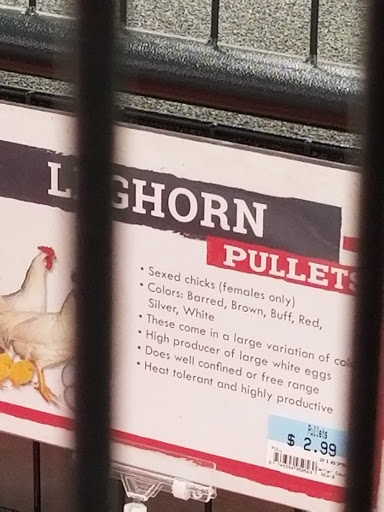 L GHORN
PULLETS
• Sexed chicks (females only)
• Colors: Barred, Brown, Buff, Red,
Silver, White
• These come in a large variation of col
• High producer of large white eggs
• Does well confined or free range
• Heat tolerant and highly productive
Pullets
$ 2.99